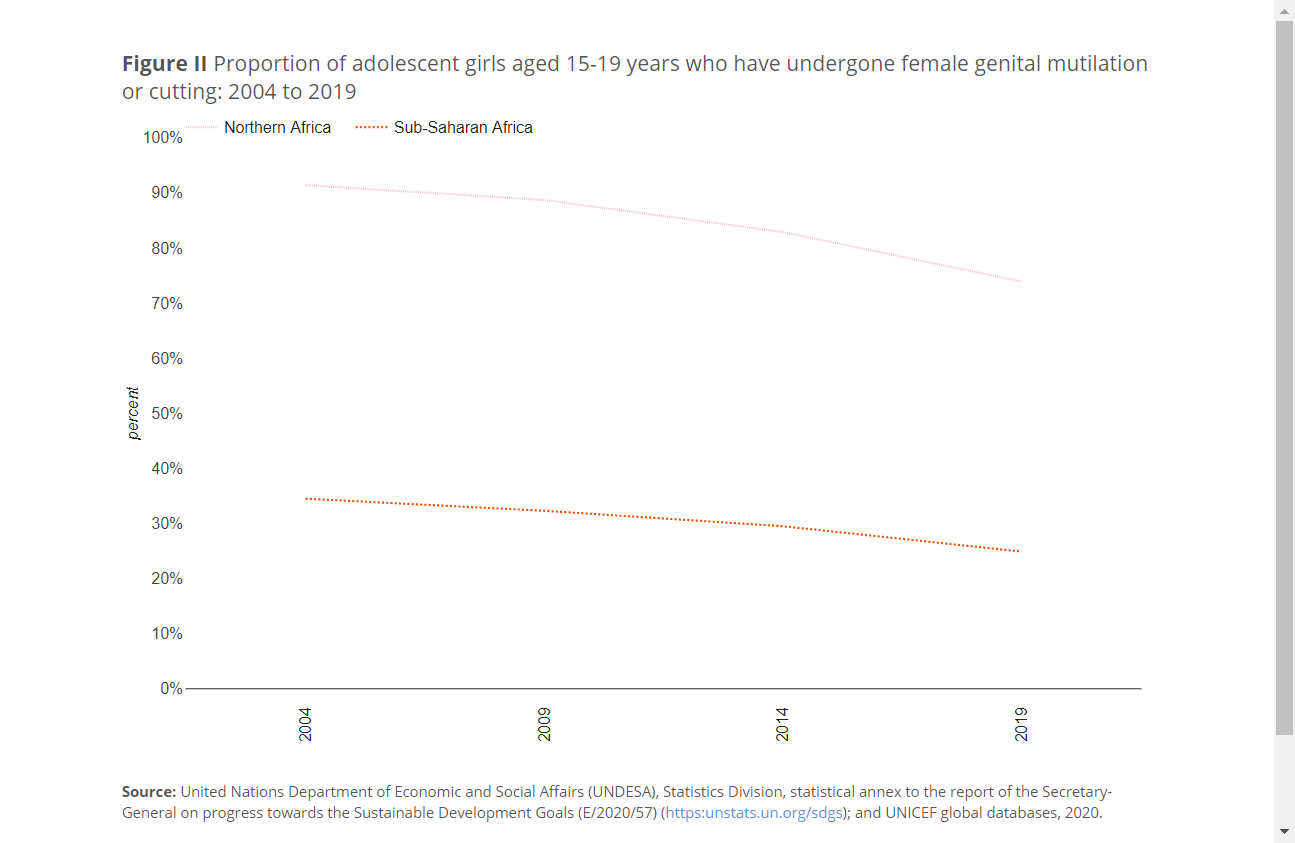 Figure II Proportion of adolescent girls aged 15-19 years who have undergone female genital mutilation
or cutting: 2004 to 2019
Northern Africa
Sub-Saharan Africa
100%
90%
80%
70%
60%
50%
40%
30%
20%
10%
0%
percent
2004
2009
2014
2019
Source: United Nations Department of Economic and Social Affairs (UNDESA), Statistics Division, statistical annex to the report of the Secretary-
General on progress towards the Sustainable Development Goals (E/2020/57) (https:unstats.un.org/sdgs); and UNICEF global databases, 2020.